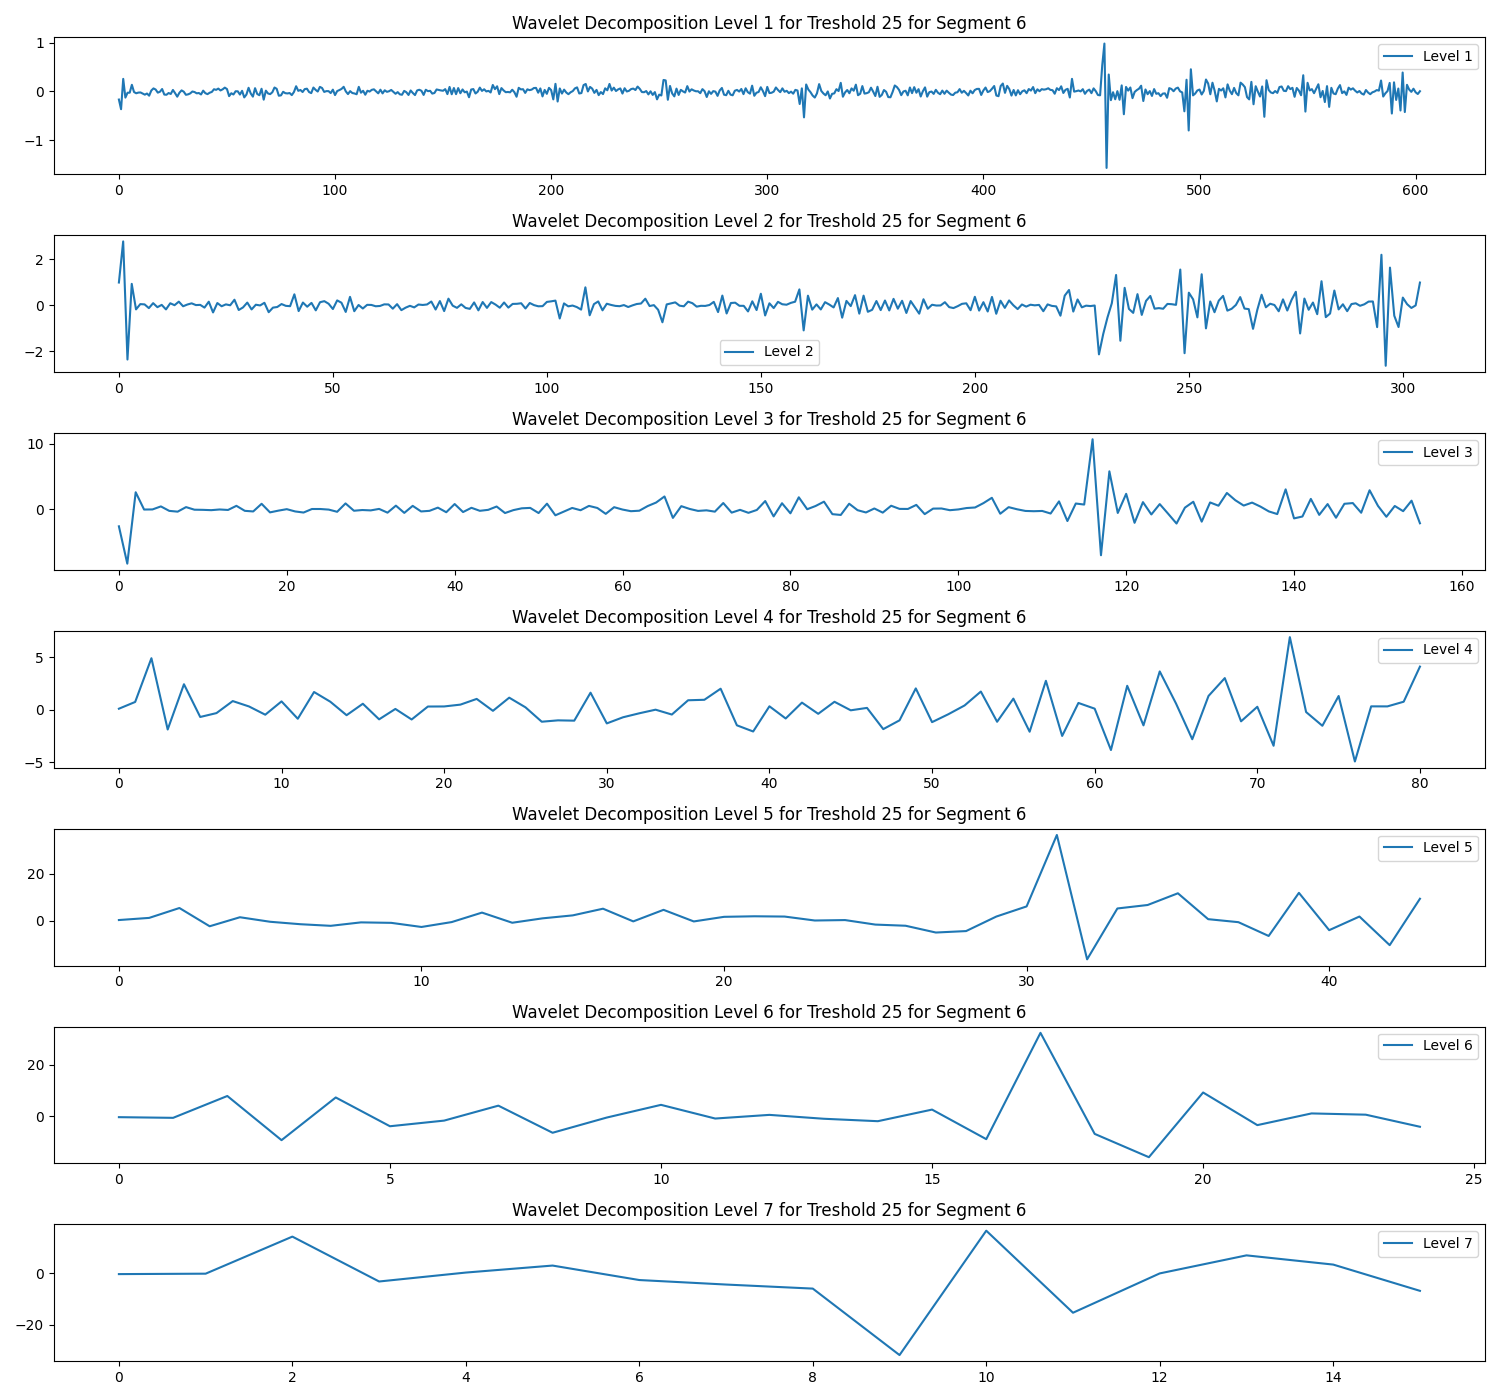 Wavelet Decomposition Level 1 for Treshold 25 for Segment 6
1
0
−1
Level 1
0 100 200 300 400 500 600
Wavelet Decomposition Level 2 for Treshold 25 for Segment 6
2
0
−2
Level 2
0 50 100 150 200 250 300
Wavelet Decomposition Level 3 for Treshold 25 for Segment 6
10
0
Level 3
0 20 40 60 80 100 120 140 160
Wavelet Decomposition Level 4 for Treshold 25 for Segment 6
5
0
−5
Level 4
0 10 20 30 40 50 60 70 80
Wavelet Decomposition Level 5 for Treshold 25 for Segment 6
20
0
Level 5
0 10 20 30 40
Wavelet Decomposition Level 6 for Treshold 25 for Segment 6
20
0
Level 6
0 5 10 15 20 25
Wavelet Decomposition Level 7 for Treshold 25 for Segment 6
0
−20
Level 7
0 2 4 6 8 10 12 14